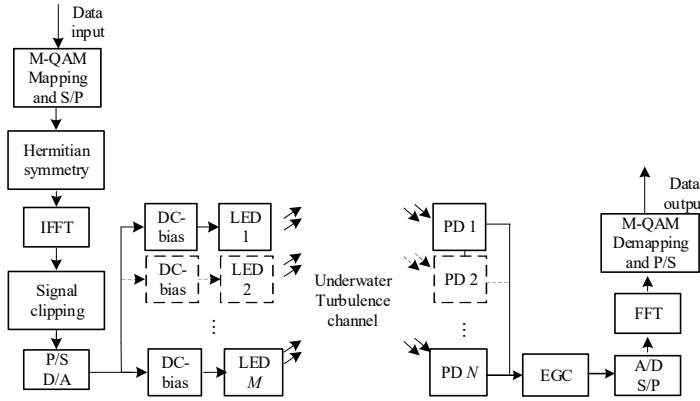 Data
input
M-QAM
Mapping
and S/P
Hermitian
symmetry
IFFT
Signal
clipping
P/S
D/A
DC-
bias
LED
1
DC-
bias
LED
2
...
DC-
bias
LED
M
Underwater
Turbulence
channel
PD 1
PD 2
...
PD N
EGC
A/D
S/P
FFT
M-QAM
Demapping
and P/S
Data
output